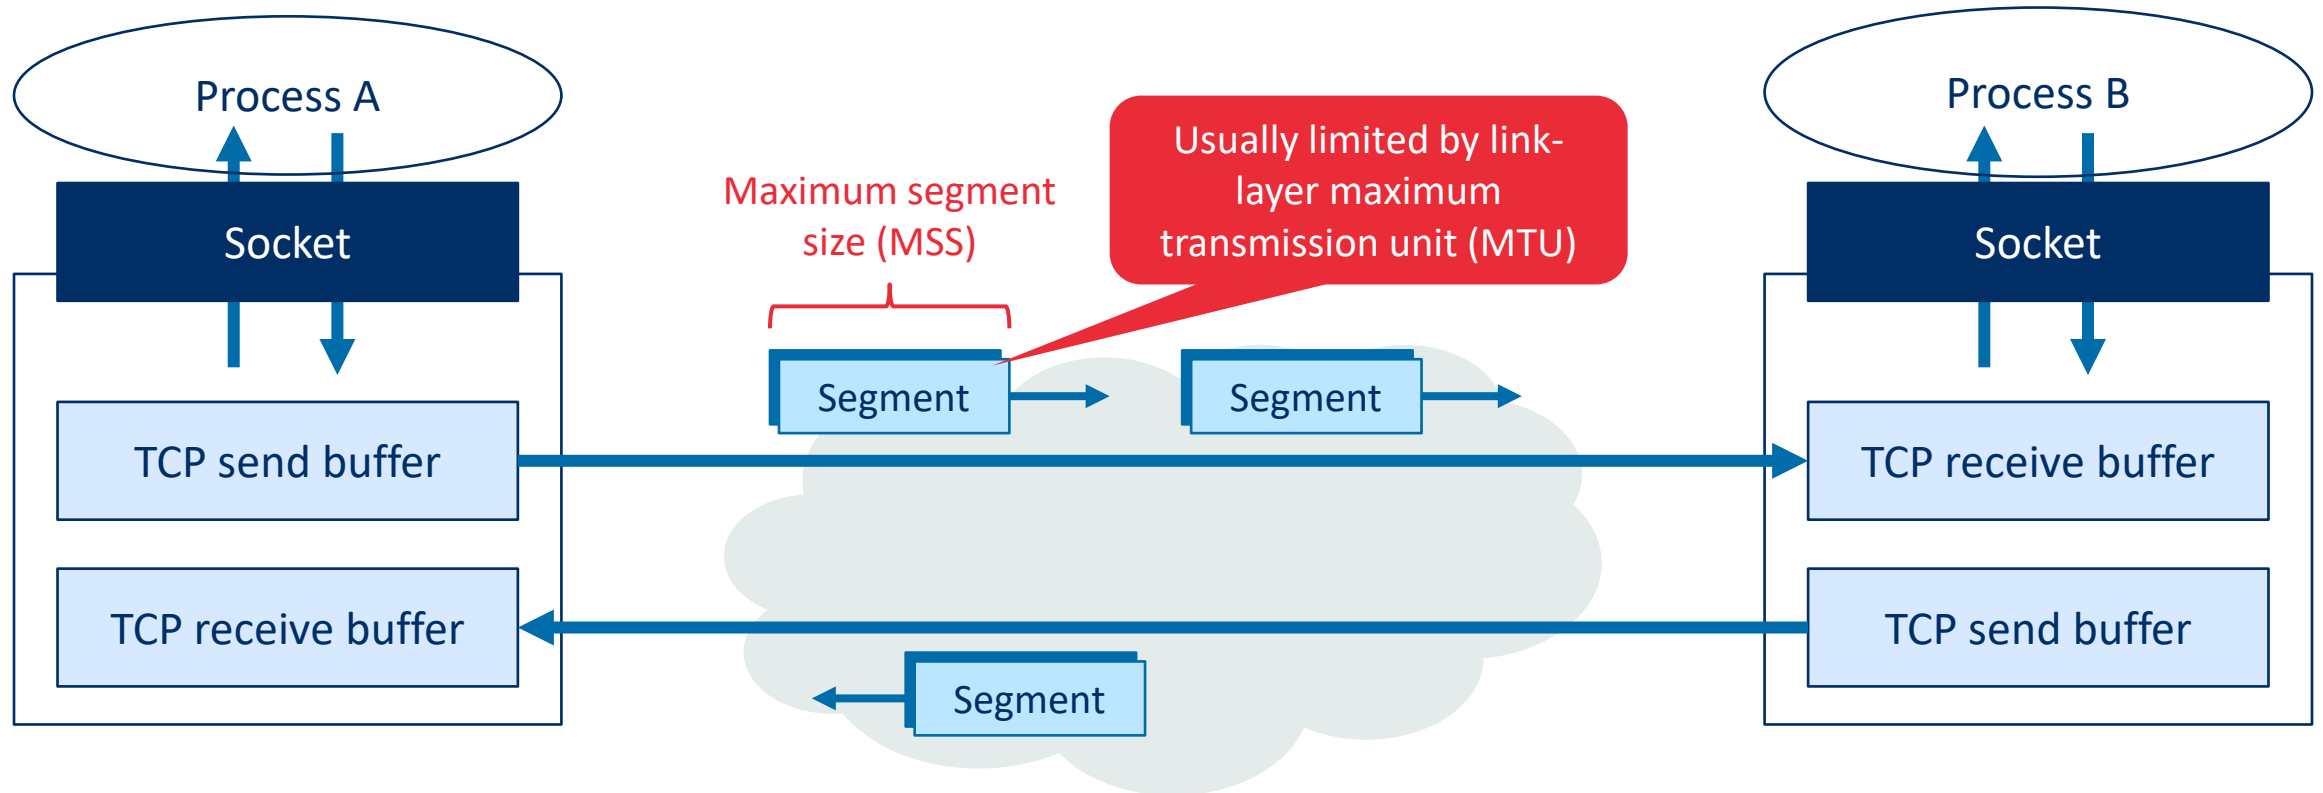 Process A
Socket
TCP send buffer
TCP receive buffer
Maximum segment
size (MSS)
Usually limited by link-
layer maximum
transmission unit (MTU)
Segment
Segment
Segment
Process B
Socket
TCP receive buffer
TCP send buffer